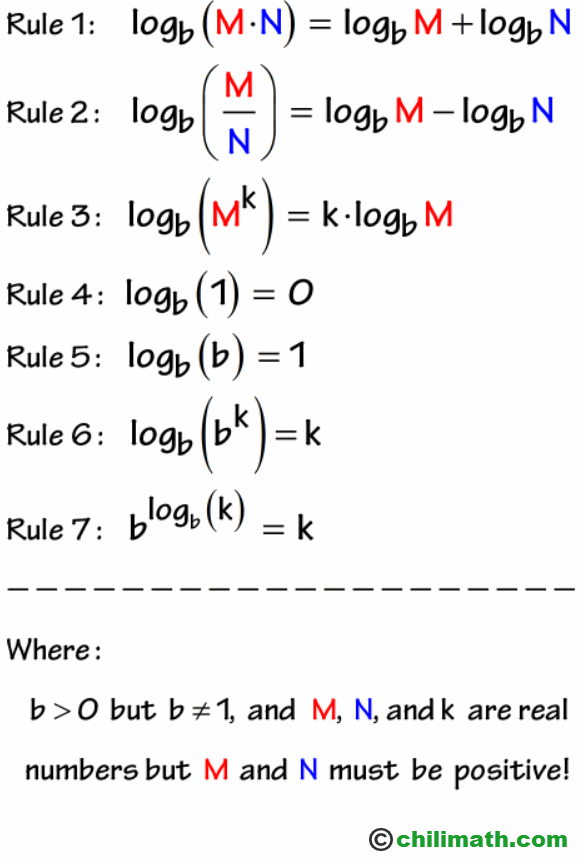 Rule 1: log_b(M·N) = log_b M + log_b N
Rule 2: log_b(M/N) = log_b M − log_b N
Rule 3: log_b(M^k) = k·log_b M
Rule 4: log_b(1) = 0
Rule 5: log_b(b) = 1
Rule 6: log_b(b^k) = k
Rule 7: b^(log_b(k)) = k
Where:
b > 0 but b ≠ 1, and M, N, and k are real
numbers but M and N must be positive!
©chilimath.com